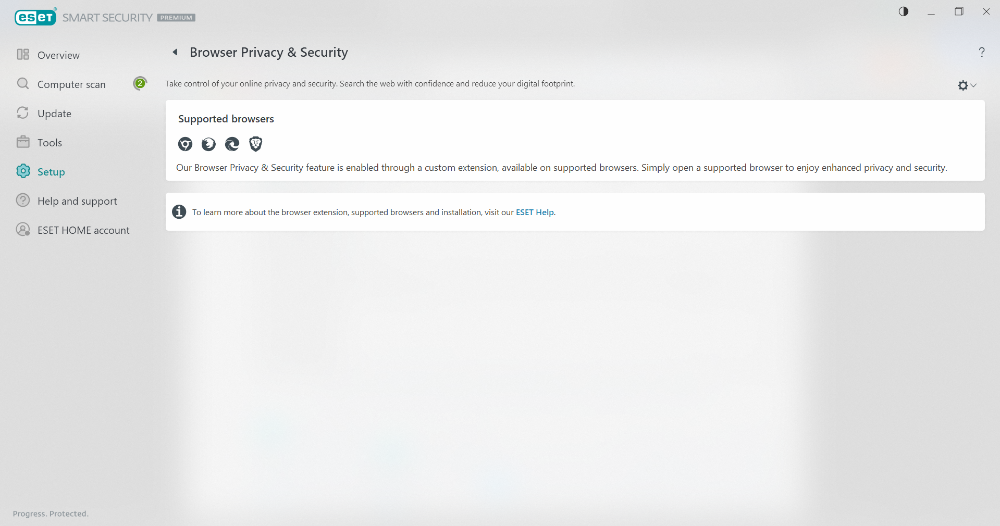 eset® SMART SECURITY PREMIUM
Overview
Computer scan 2
Update
Tools
Setup
Help and support
ESET HOME account
Browser Privacy & Security
?
Take control of your online privacy and security. Search the web with confidence and reduce your digital footprint.
Supported browsers
Our Browser Privacy & Security feature is enabled through a custom extension, available on supported browsers. Simply open a supported browser to enjoy enhanced privacy and security.
To learn more about the browser extension, supported browsers and installation, visit our ESET Help.
Progress. Protected.